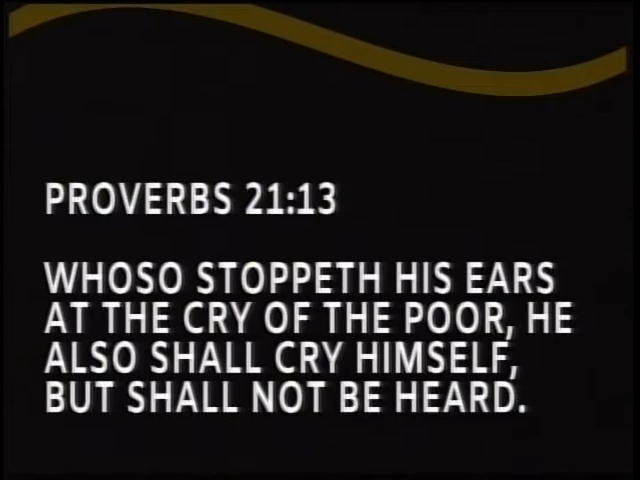 PROVERBS 21:13
WHOSO STOPPETH HIS EARS
AT THE CRY OF THE POOR, HE
ALSO SHALL CRY HIMSELF,
BUT SHALL NOT BE HEARD.